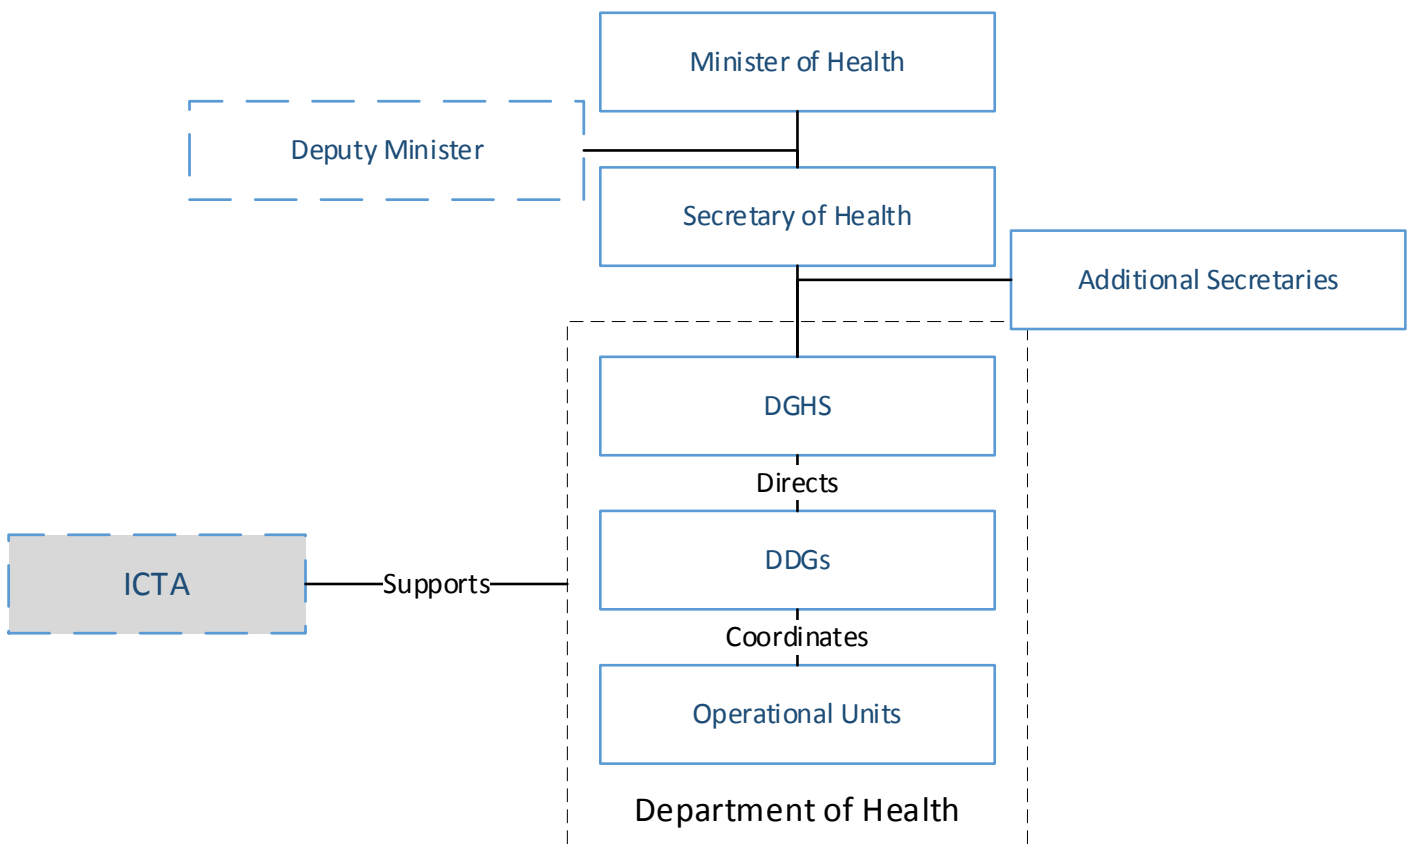 Minister of Health
Deputy Minister
Secretary of Health
Additional Secretaries
DGHS
Directs
DDGs
ICTA
Supports
Coordinates
Operational Units
Department of Health